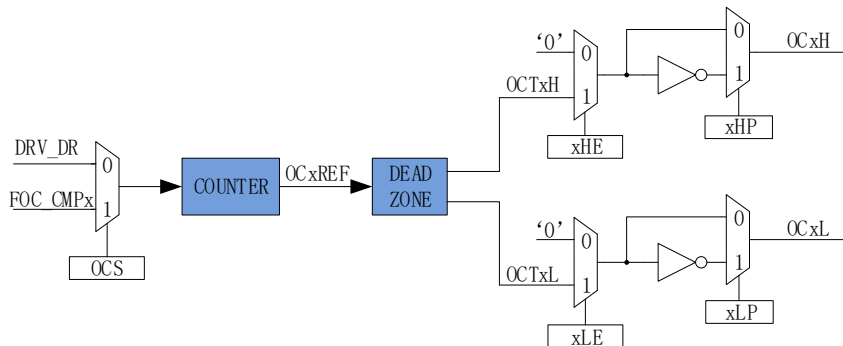 ‘0’
0
OCTxH
1
0
1
OCxH
xHE
xHP
DRV_DR
0
FOC_CMPx
1
OCS
COUNTER
OCxREF
DEAD
ZONE
‘0’
0
OCTxL
1
0
1
OCxL
xLE
xLP